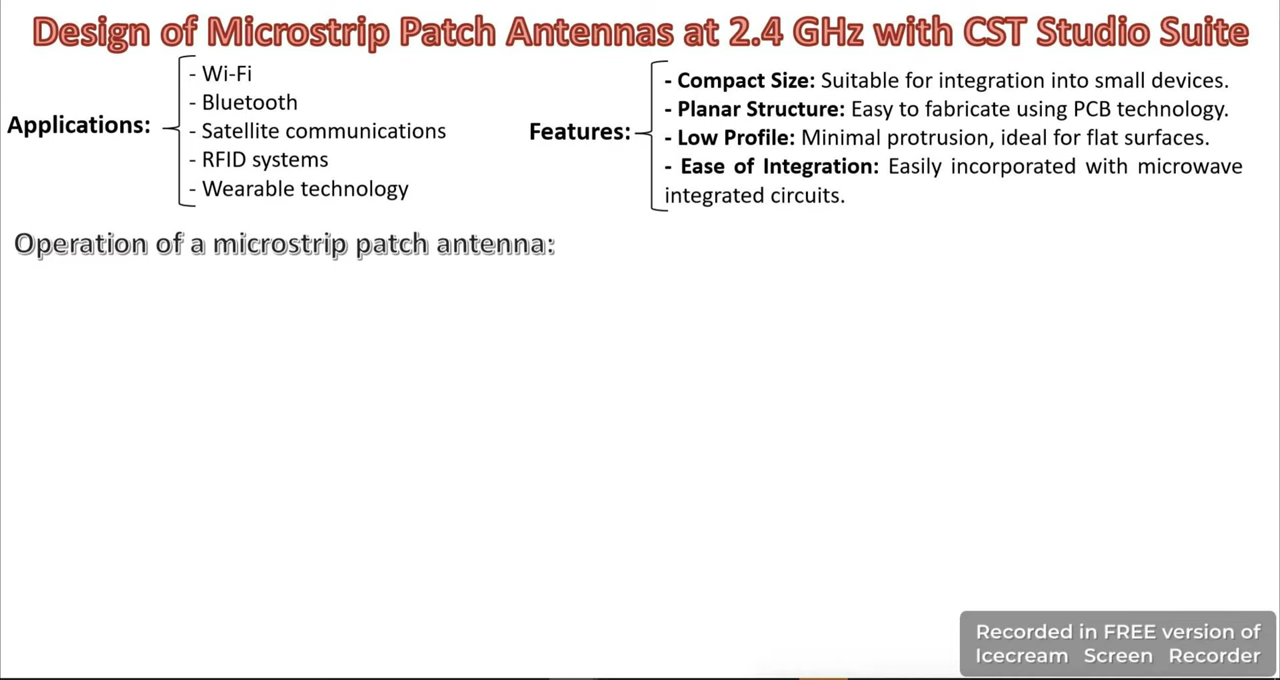 Design of Microstrip Patch Antennas at 2.4 GHz with CST Studio Suite
Applications:
- Wi-Fi
- Bluetooth
- Satellite communications
- RFID systems
- Wearable technology
Features:
- Compact Size: Suitable for integration into small devices.
- Planar Structure: Easy to fabricate using PCB technology.
- Low Profile: Minimal protrusion, ideal for flat surfaces.
- Ease of Integration: Easily incorporated with microwave
integrated circuits.
Operation of a microstrip patch antenna:
Recorded in FREE version of
Icecream Screen Recorder